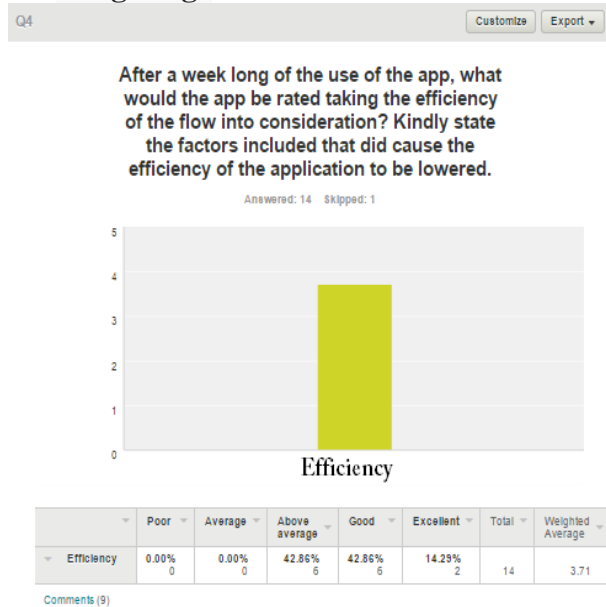 Q4 Customize Export
After a week long of the use of the app, what
would the app be rated taking the efficiency
of the flow into consideration? Kindly state
the factors included that did cause the
efficiency of the application to be lowered.
Answered: 14 Skipped: 1
5
4
3
2
1
0
Efficiency
Poor Average Above average Good Excellent Total Weighted Average
Efficiency 0.00% 0.00% 42.86% 42.86% 14.29%
0 0 6 6 2 14 3.71
Comments (9)